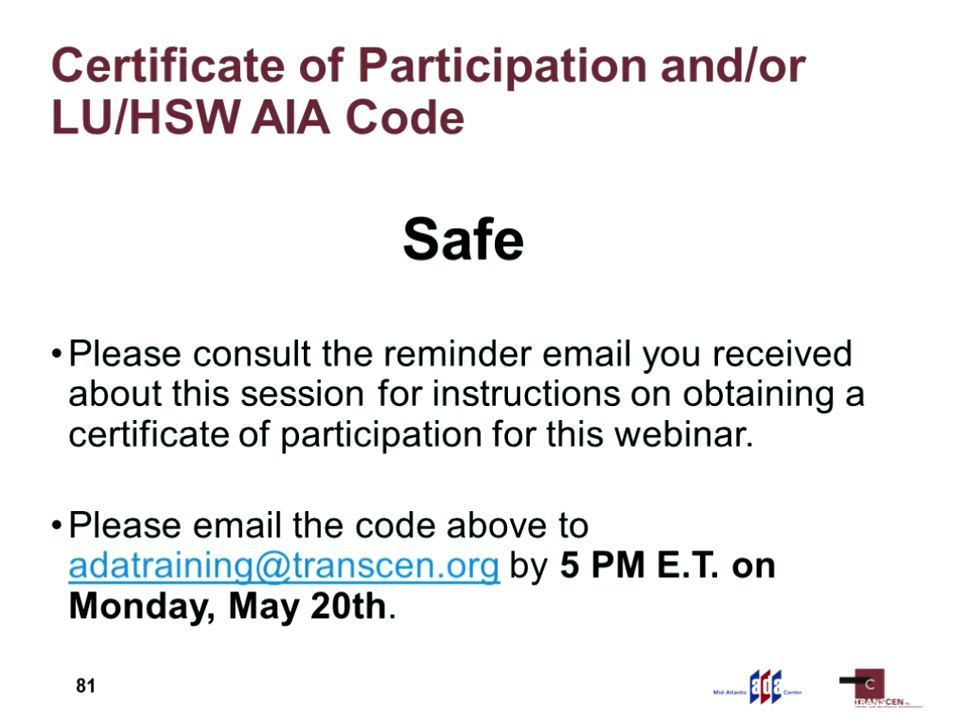 Certificate of Participation and/or
LU/HSW AIA Code
Safe
•Please consult the reminder email you received
about this session for instructions on obtaining a
certificate of participation for this webinar.
•Please email the code above to
adatraining@transcen.org by 5 PM E.T. on
Monday, May 20th.
81
Mid-Atlantic ada Center
C
TRANSCEN